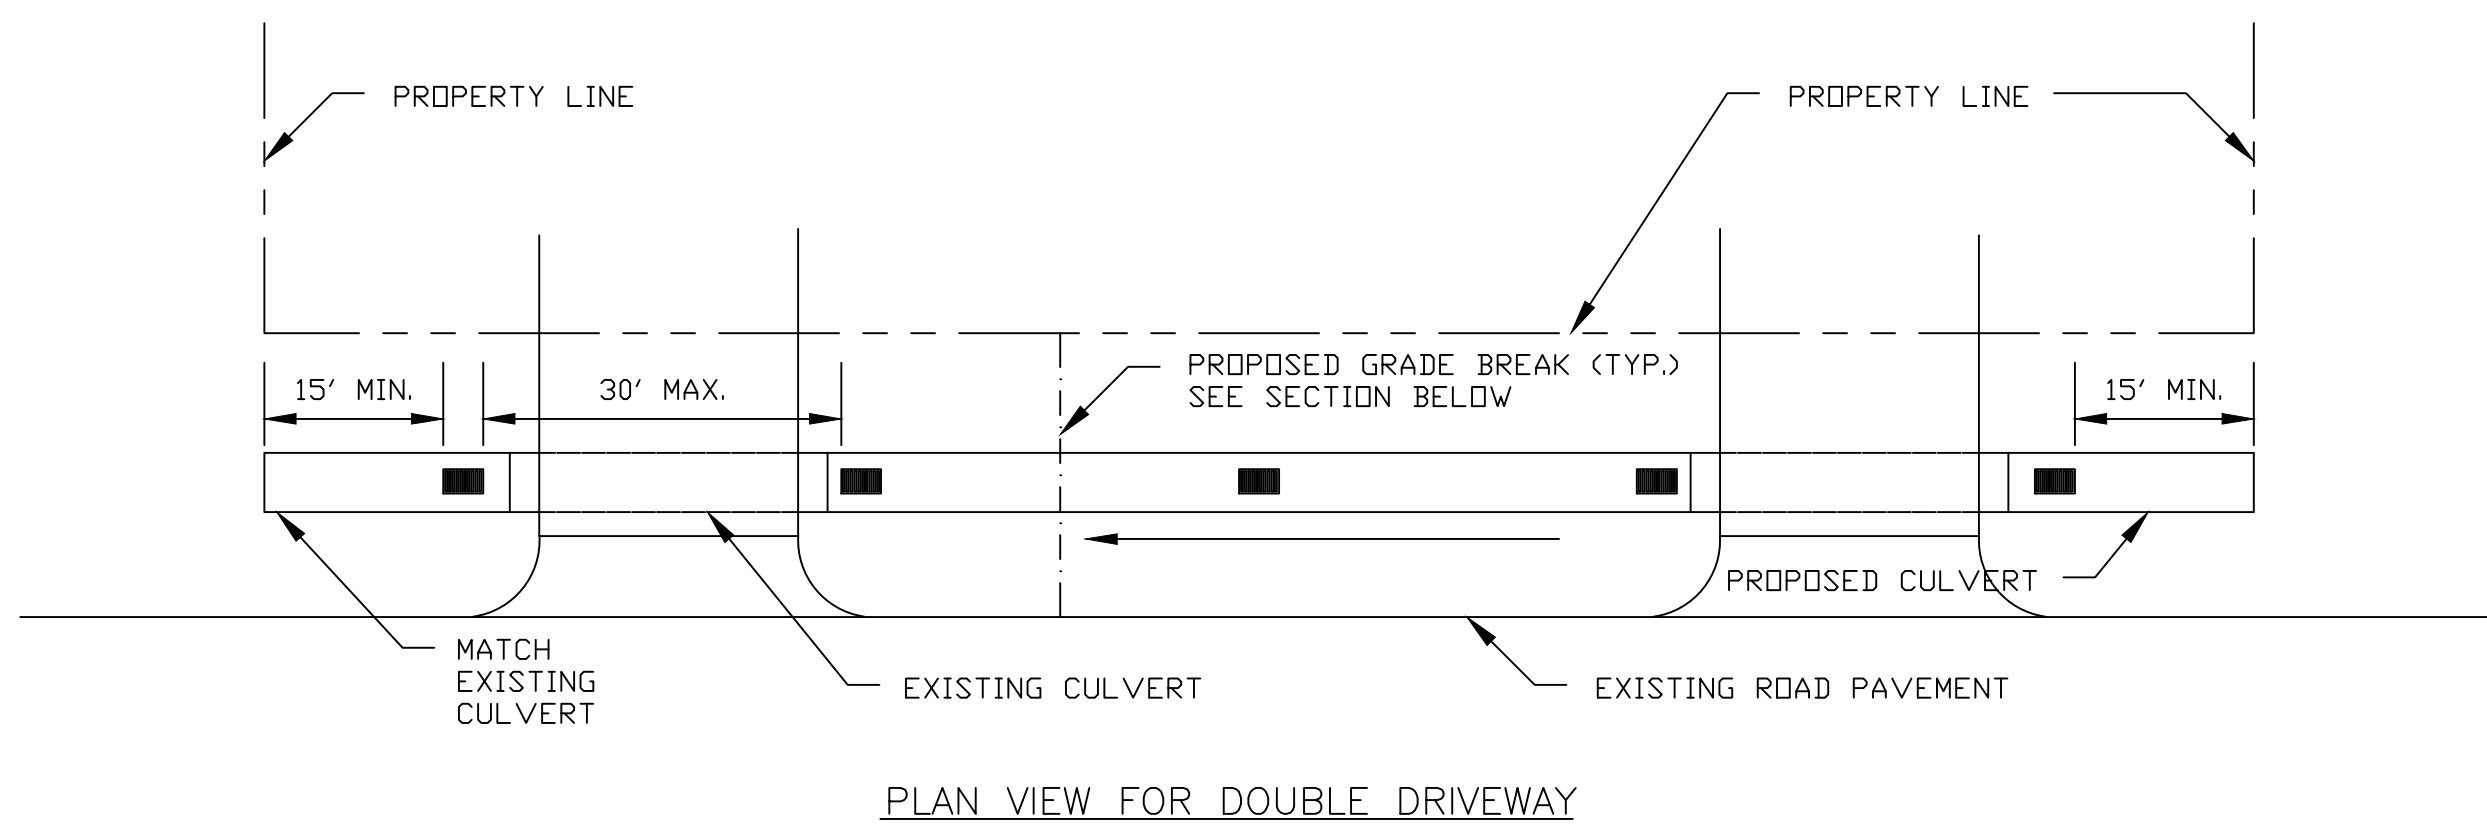 PROPERTY LINE
PROPERTY LINE
PROPOSED GRADE BREAK (TYP.)
SEE SECTION BELOW
15' MIN.
30' MAX.
15' MIN.
PROPOSED CULVERT
MATCH
EXISTING
CULVERT
EXISTING CULVERT
EXISTING ROAD PAVEMENT
PLAN VIEW FOR DOUBLE DRIVEWAY